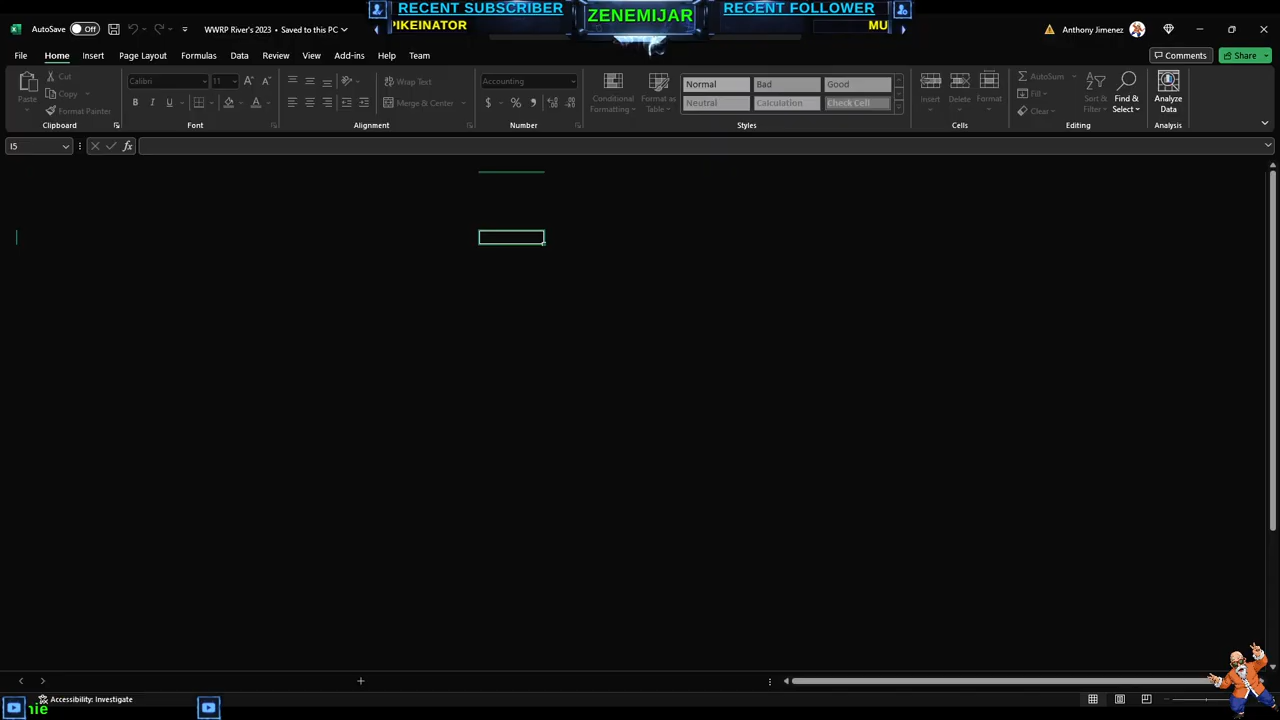 RECENT SUBSCRIBER
PIKEINATOR
ZENEMIJAR
RECENT FOLLOWER
MU
AutoSave Off
WWRP River's 2023 • Saved to this PC
Anthony Jimenez
File Home Insert Page Layout Formulas Data Review View Add-ins Help Team
Comments Share
Paste
Cut
Copy
Format Painter
Clipboard
Calibri 11
B I U
Font
Wrap Text
Merge & Center
Alignment
Accounting
$ % ,
Number
Conditional Formatting
Format as Table
Normal Bad Good
Neutral Calculation Check Cell
Styles
Insert Delete Format
Cells
AutoSum
Fill
Clear
Sort & Filter
Find & Select
Editing
Analyze Data
Analysis
I5
fx
Accessibility: Investigate
nie